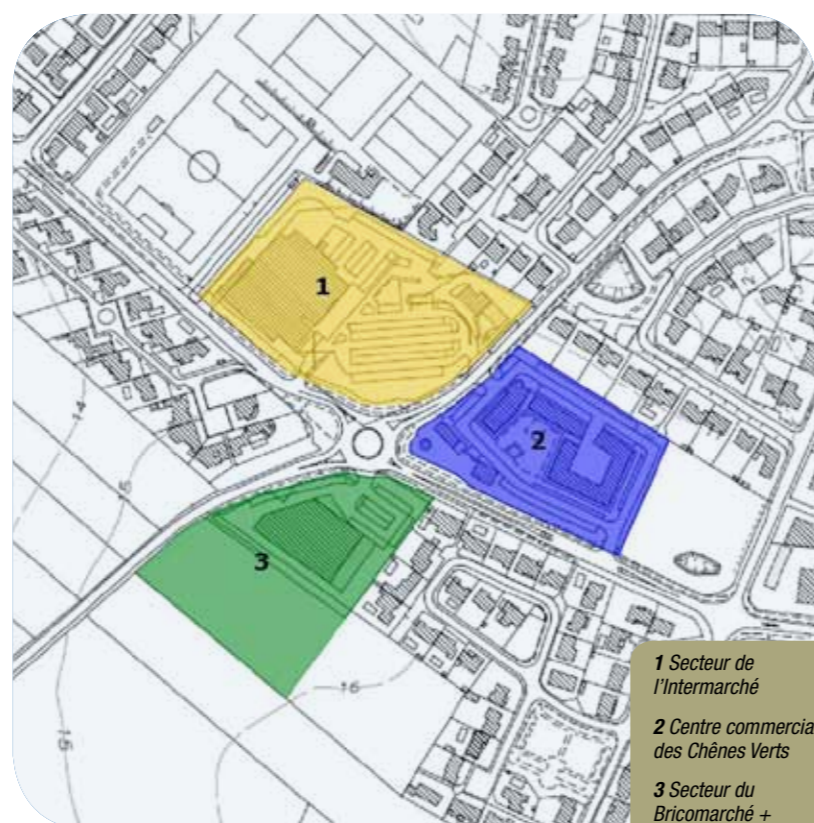 1
2
3
14
15
16
15
1 Secteur de
l'Intermarché
2 Centre commercia
des Chênes Verts
3 Secteur du
Bricomarché +